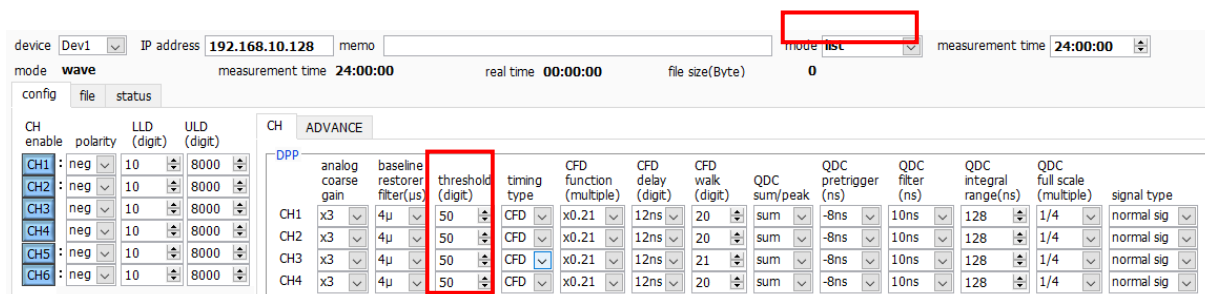 device Dev1 IP address 192.168.10.128 memo mode list measurement time 24:00:00
mode wave measurement time 24:00:00 real time 00:00:00 file size(Byte) 0
config file status
CH enable polarity LLD (digit) ULD (digit)
CH1 : neg 10 8000
CH2 : neg 10 8000
CH3 : neg 10 8000
CH4 : neg 10 8000
CH5 : neg 10 8000
CH6 : neg 10 8000
CH ADVANCE
DPP
analog coarse gain baseline restorer filter(μs) threshold (digit) timing type CFD function (multiple) CFD delay (digit) CFD walk (digit) QDC sum/peak QDC pretrigger (ns) QDC filter (ns) QDC integral range(ns) QDC full scale (multiple) signal type
CH1 x3 4μ 50 CFD x0.21 12ns 20 sum -8ns 10ns 128 1/4 normal sig
CH2 x3 4μ 50 CFD x0.21 12ns 20 sum -8ns 10ns 128 1/4 normal sig
CH3 x3 4μ 50 CFD x0.21 12ns 21 sum -8ns 10ns 128 1/4 normal sig
CH4 x3 4μ 50 CFD x0.21 12ns 20 sum -8ns 10ns 128 1/4 normal sig